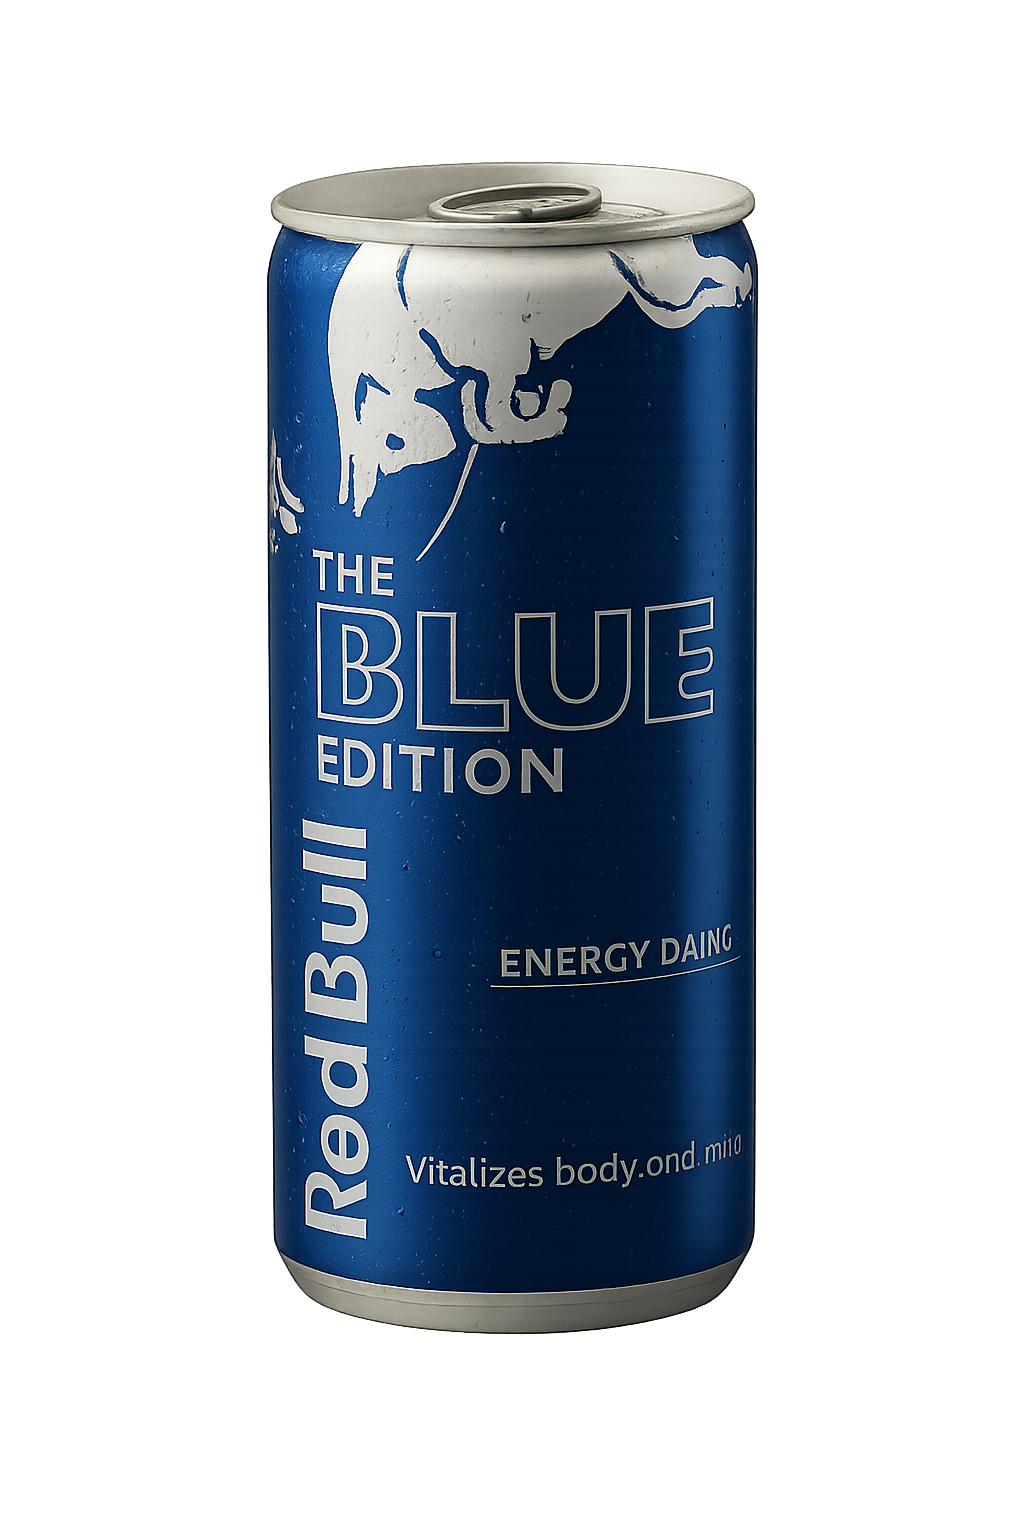 THE
BLUE
EDITION
Red Bull
ENERGY DAING
Vitalizes body.ond.